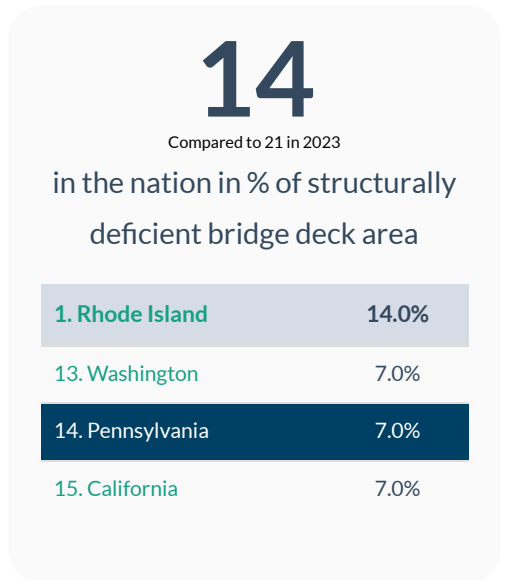 14
Compared to 21 in 2023
in the nation in % of structurally
deficient bridge deck area
1. Rhode Island 14.0%
13. Washington 7.0%
14. Pennsylvania 7.0%
15. California 7.0%